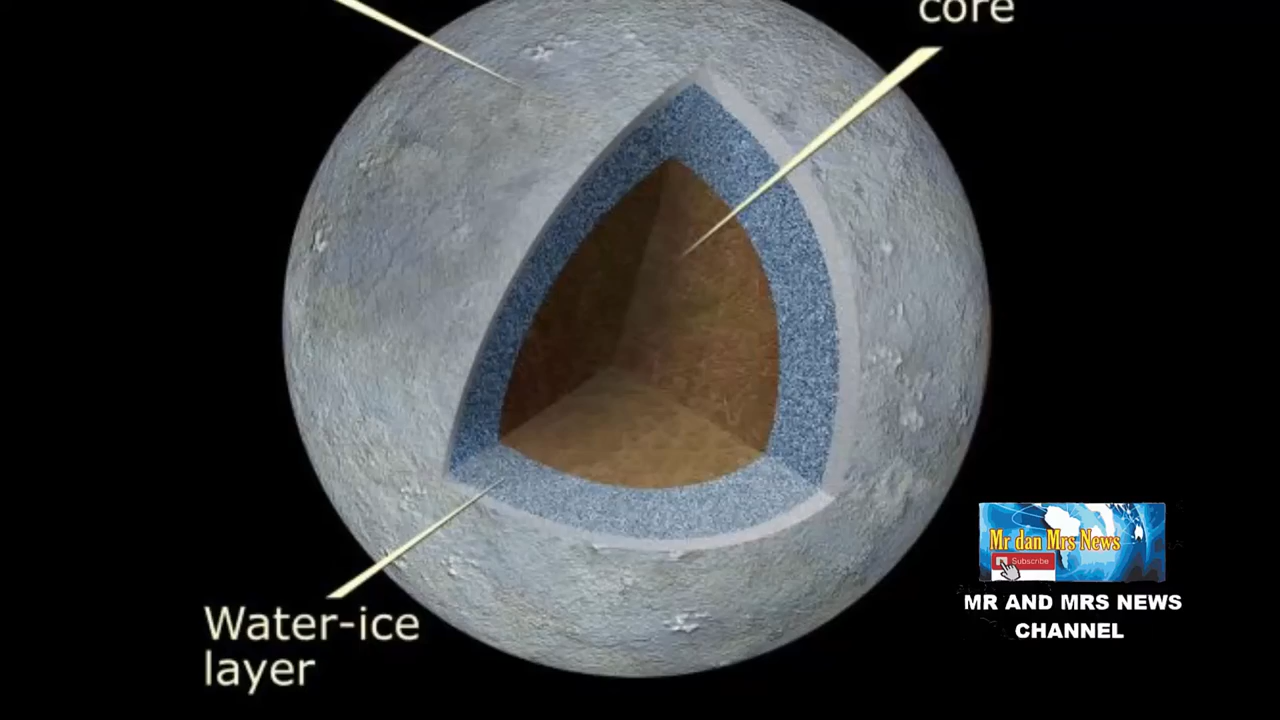 core
Water-ice
layer
Mr dan Mrs News
Subscribe
MR AND MRS NEWS
CHANNEL